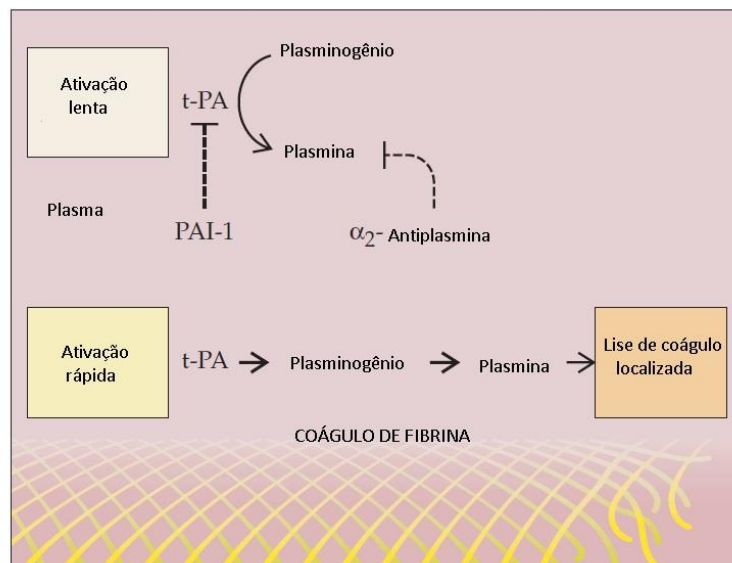 Plasminogênio
Ativação
lenta
t-PA
Plasmina
Plasma
PAI-1
α2- Antiplasmina
Ativação
rápida
t-PA
Plasminogênio
Plasmina
Lise de coágulo
localizada
COÁGULO DE FIBRINA